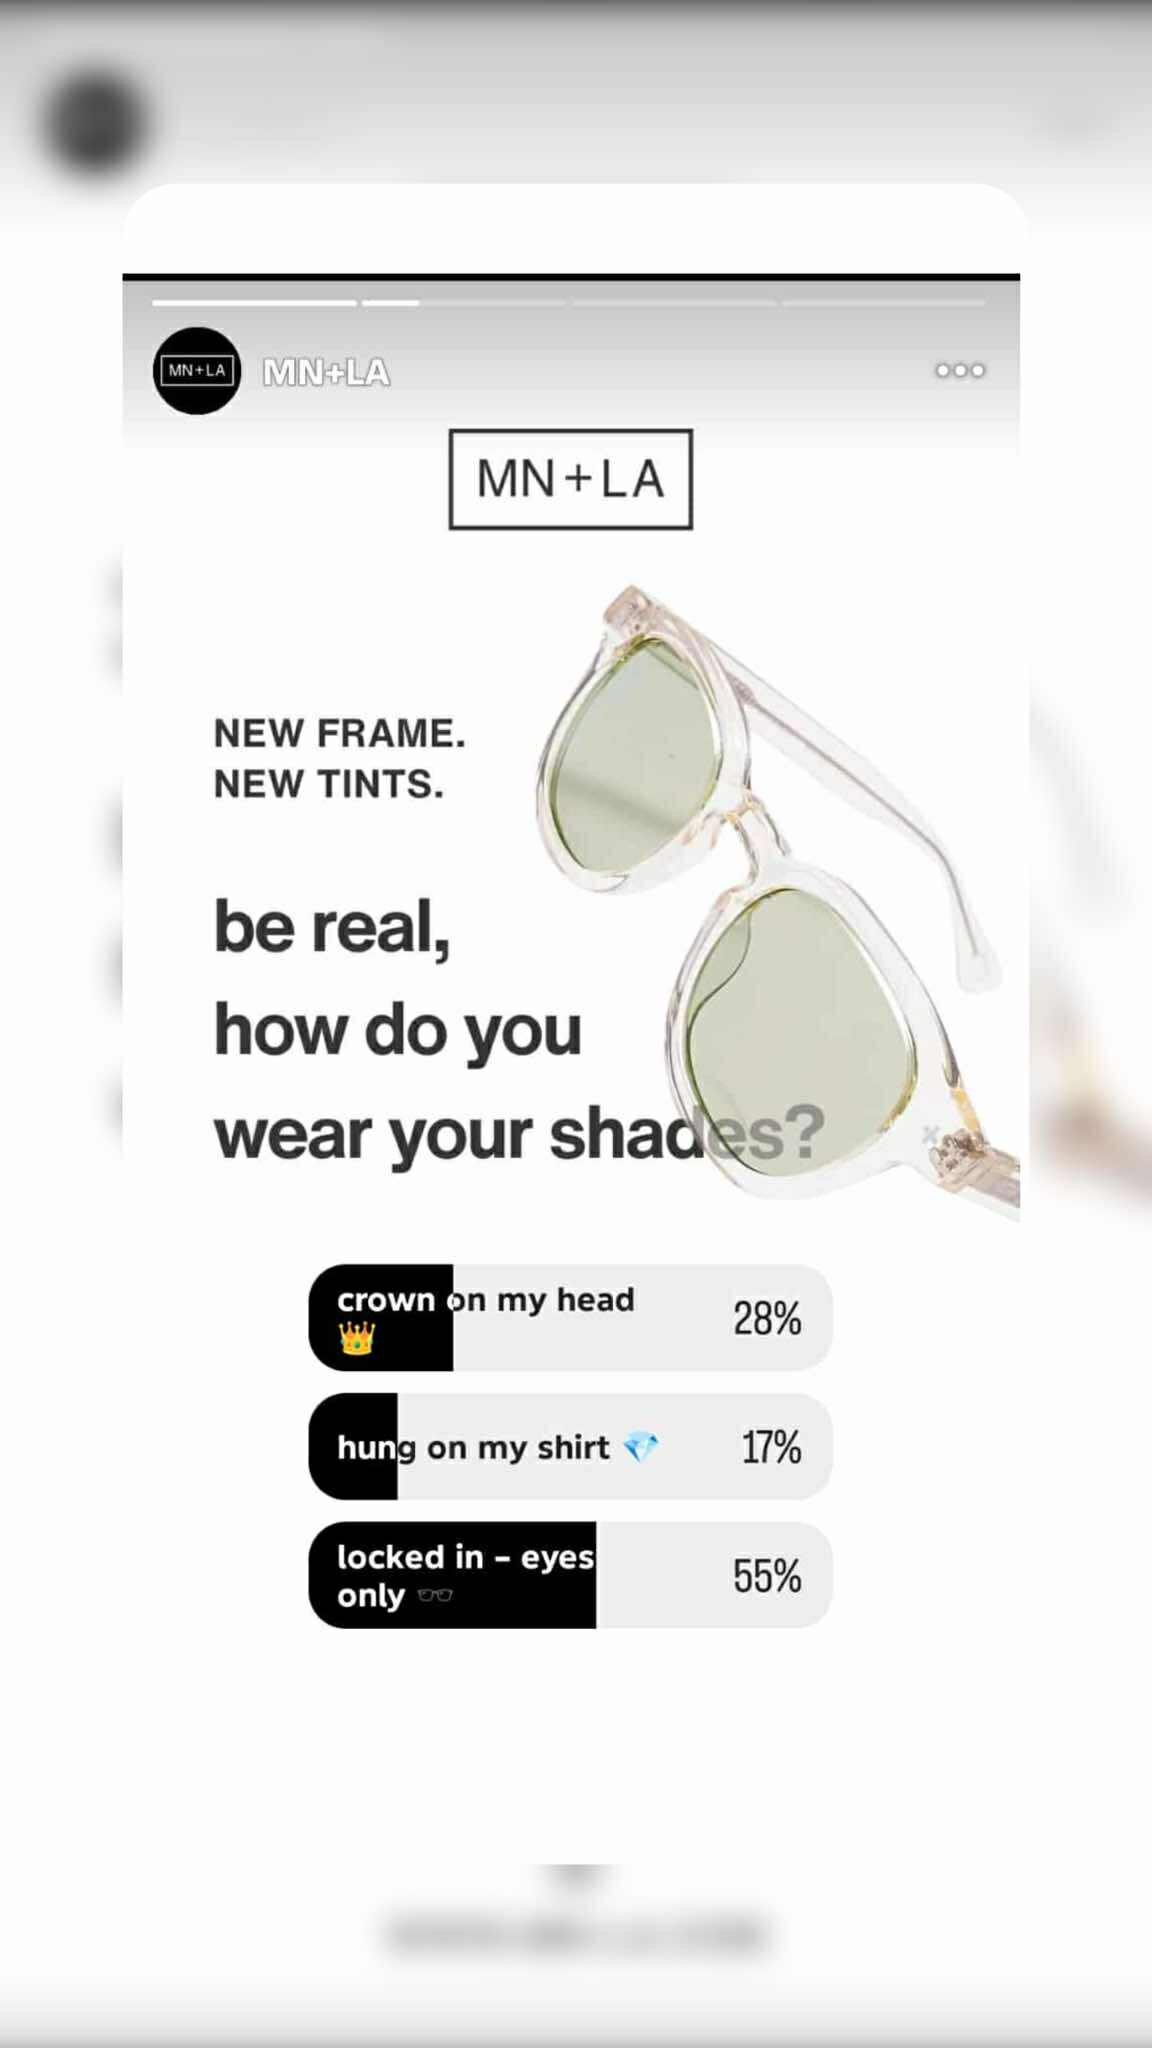 MN+LA
MN+LA
MN+LA
NEW FRAME.
NEW TINTS.
be real,
how do you
wear your shades?
crown on my head
👑
28%
hung on my shirt 💎
17%
locked in – eyes
only 🕶️
55%